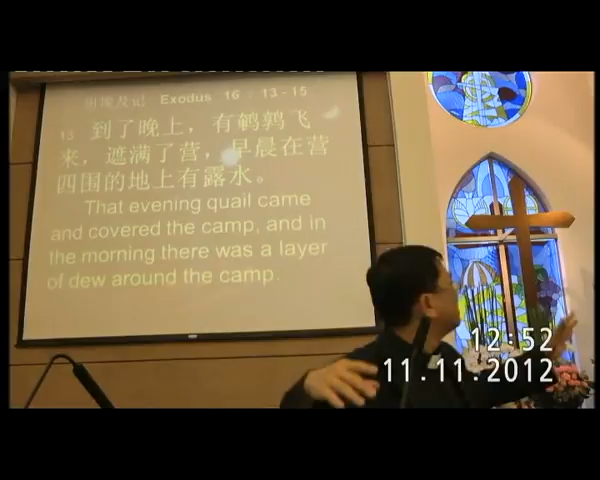 出埃及记 Exodus 16 : 13 - 15
13 到了晚上，有鹌鹑飞
来，遮满了营，早晨在营
四围的地上有露水。
That evening quail came
and covered the camp, and in
the morning there was a layer
of dew around the camp.
12:52
11.11.2012